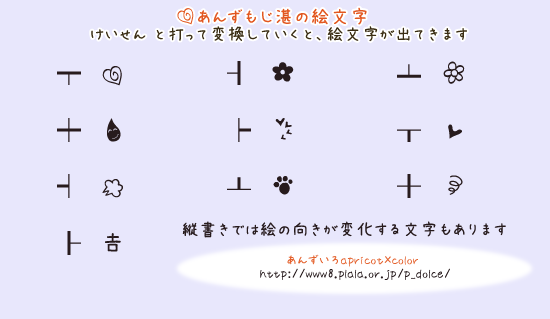 あんずもじ湛の絵文字
けいせん と打って変換していくと、絵文字が出てきます
┯
┨
┷
┿
┝
┯
┥
┸
╂
┠
𠮷
縦書きでは絵の向きが変化する文字もあります
あんずいろapricot×color
http://www8.plala.or.jp/p_dolce/